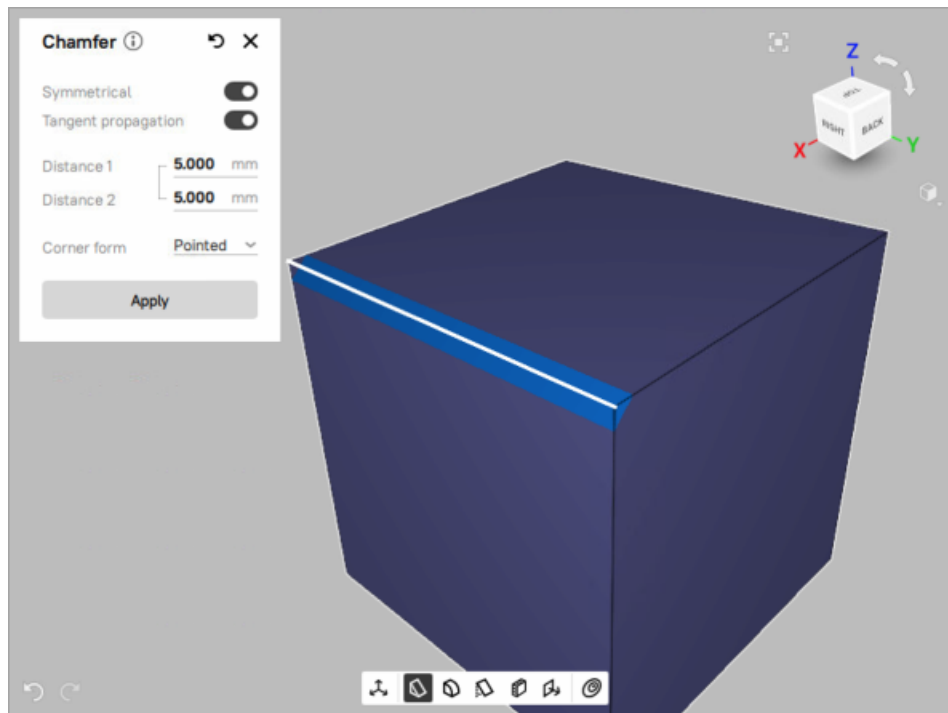 Chamfer
Symmetrical
Tangent propagation
Distance 1 5.000 mm
Distance 2 5.000 mm
Corner form Pointed
Apply
Z
TOP
RIGHT BACK
X Y